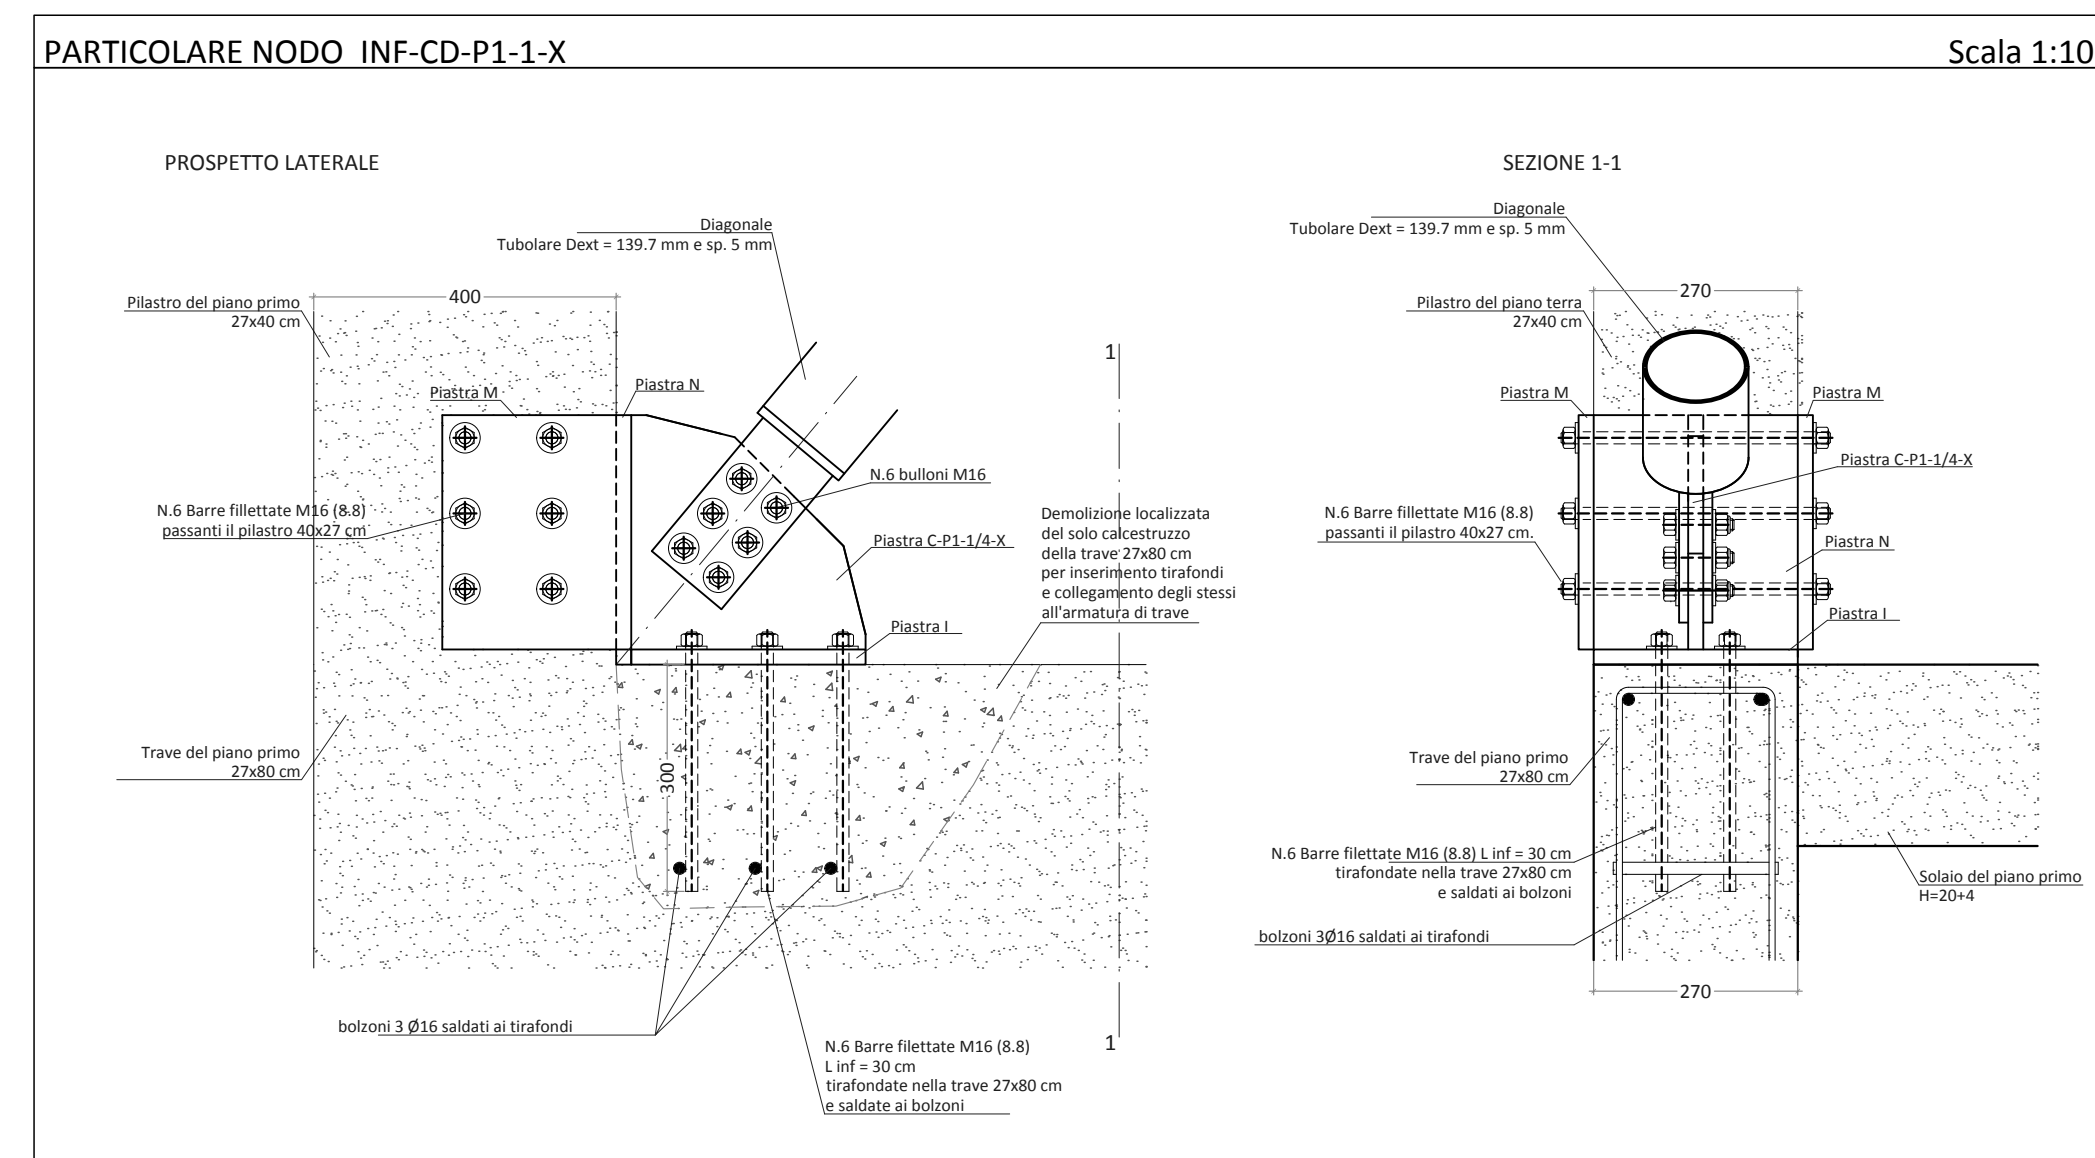 PARTICOLARE NODO INF-CD-P1-1-X
Scala 1:10
PROSPETTO LATERALE
Diagonale
Tubolare Dext = 139.7 mm e sp. 5 mm
Pilastro del piano primo
27x40 cm
400
Piastra M
Piastra N
1
N.6 bulloni M16
N.6 Barre fillettate M16 (8.8)
passanti il pilastro 40x27 cm
Piastra C-P1-1/4-X
Demolizione localizzata
del solo calcestruzzo
della trave 27x80 cm
per inserimento tirafondi
e collegamento degli stessi
all'armatura di trave
Piastra I
Trave del piano primo
27x80 cm
300
bolzoni 3 Ø16 saldati ai tirafondi
N.6 Barre filettate M16 (8.8)
L inf = 30 cm
tirafondate nella trave 27x80 cm
e saldate ai bolzoni
1
SEZIONE 1-1
Diagonale
Tubolare Dext = 139.7 mm e sp. 5 mm
270
Pilastro del piano terra
27x40 cm
Piastra M
Piastra M
Piastra C-P1-1/4-X
N.6 Barre fillettate M16 (8.8)
passanti il pilastro 40x27 cm.
Piastra N
Piastra I
Trave del piano primo
27x80 cm
N.6 Barre filettate M16 (8.8) L inf = 30 cm
tirafondate nella trave 27x80 cm
e saldati ai bolzoni
Solaio del piano primo
H=20+4
bolzoni 3Ø16 saldati ai tirafondi
270